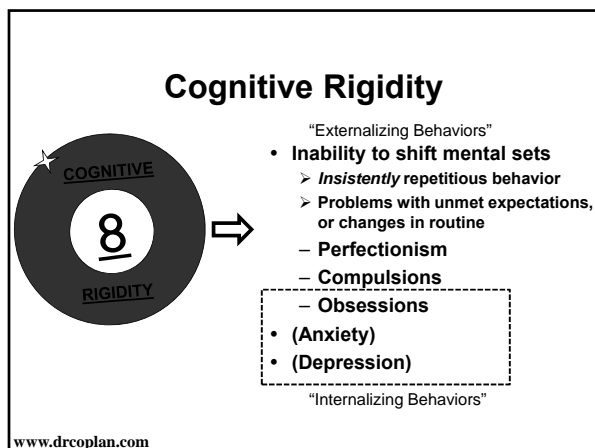 Cognitive Rigidity
COGNITIVE
8
RIGIDITY
“Externalizing Behaviors”
• Inability to shift mental sets
➢ Insistently repetitious behavior
➢ Problems with unmet expectations,
or changes in routine
– Perfectionism
– Compulsions
– Obsessions
• (Anxiety)
• (Depression)
“Internalizing Behaviors”
www.drcoplan.com